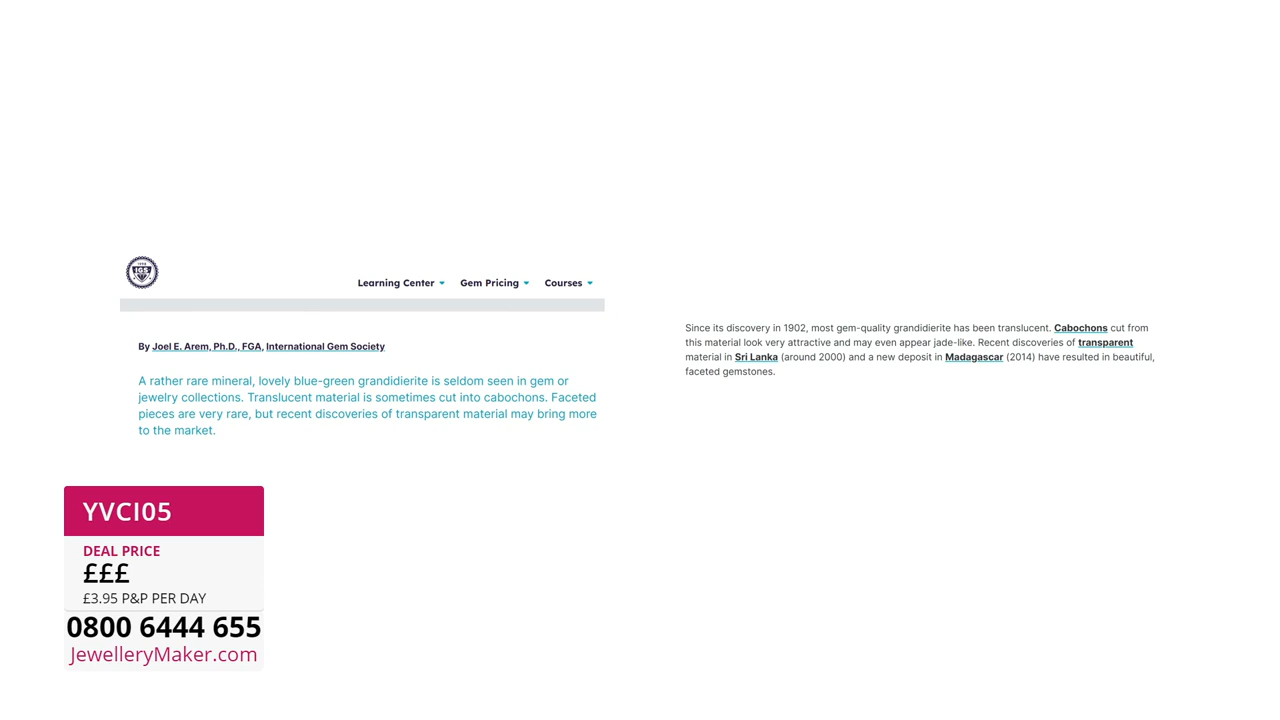 IGS
Learning Center
Gem Pricing
Courses
By Joel E. Arem, Ph.D., FGA, International Gem Society
A rather rare mineral, lovely blue-green grandidierite is seldom seen in gem or
jewelry collections. Translucent material is sometimes cut into cabochons. Faceted
pieces are very rare, but recent discoveries of transparent material may bring more
to the market.
Since its discovery in 1902, most gem-quality grandidierite has been translucent. Cabochons cut from
this material look very attractive and may even appear jade-like. Recent discoveries of transparent
material in Sri Lanka (around 2000) and a new deposit in Madagascar (2014) have resulted in beautiful,
faceted gemstones.
YVCI05
DEAL PRICE
£££
£3.95 P&P PER DAY
0800 6444 655
JewelleryMaker.com